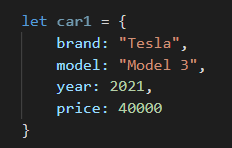 let car1 = {
    brand: "Tesla",
    model: "Model 3",
    year: 2021,
    price: 40000
}